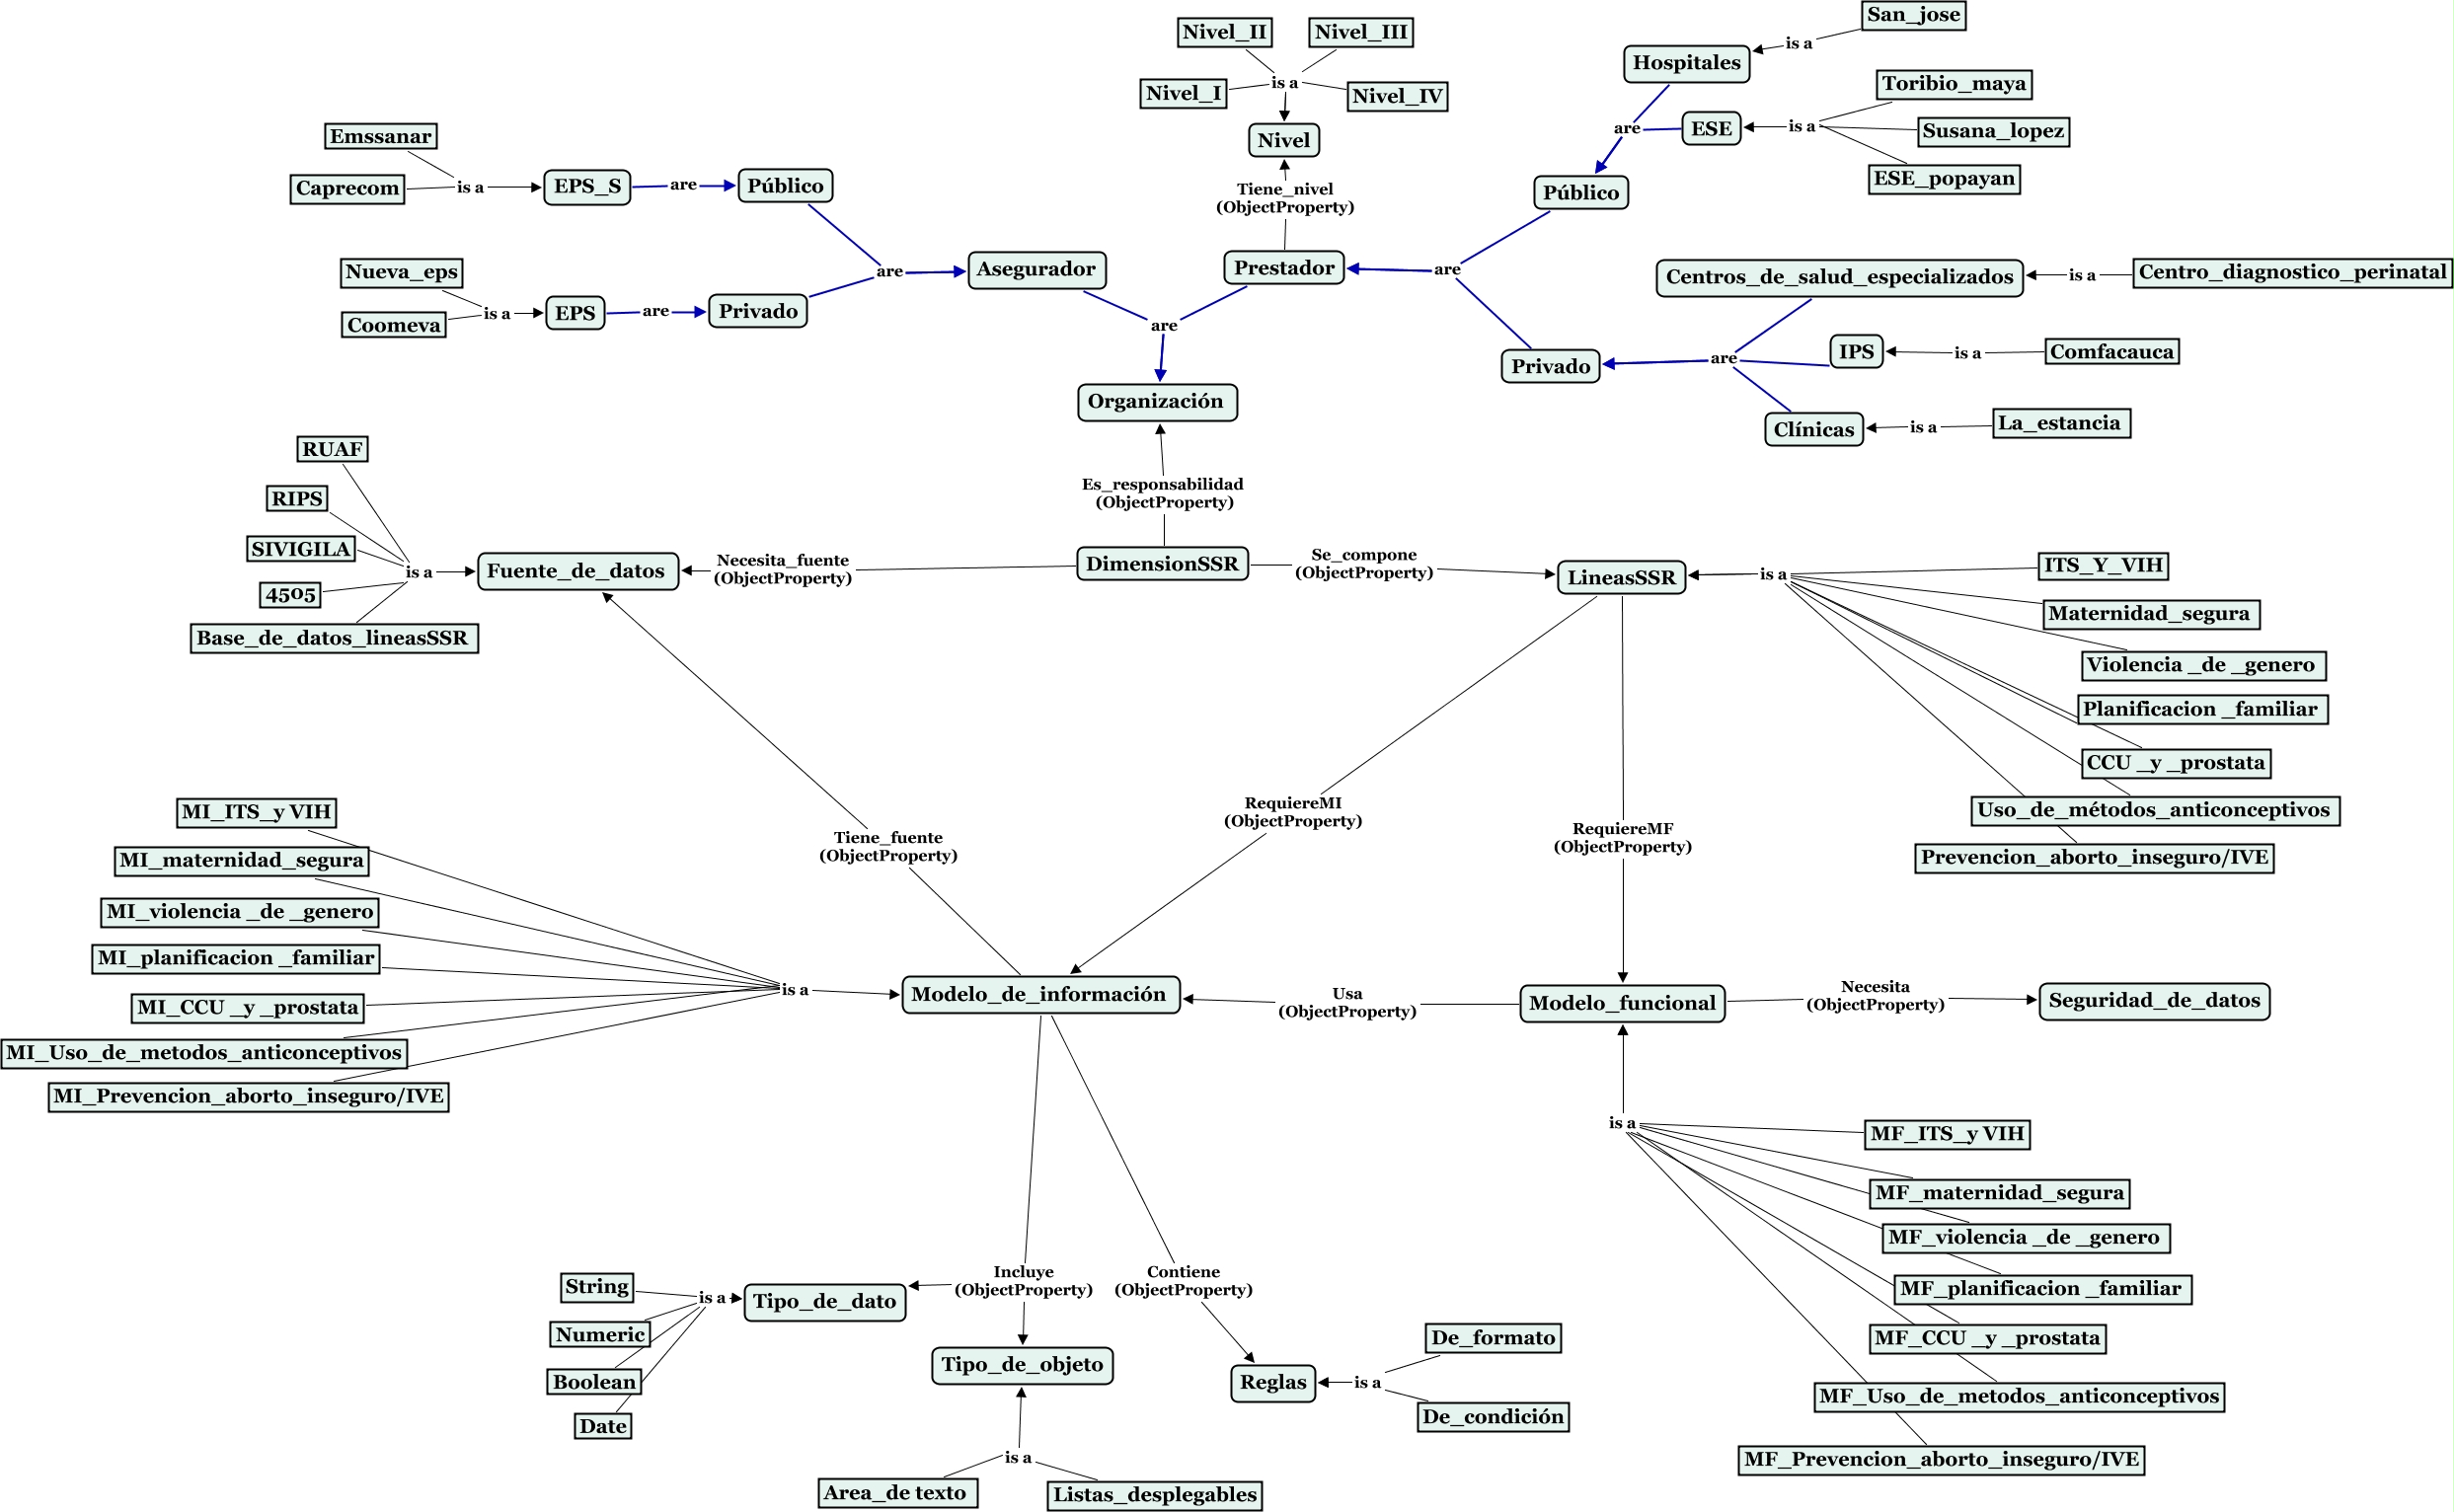 San_jose
Nivel_II
Nivel_III
is a
Hospitales
is a
Toribio_maya
Nivel_I
Nivel_IV
Emssanar
Nivel
are
ESE
is a
Susana_lopez
Caprecom
is a
EPS_S
are
Público
Tiene_nivel
(ObjectProperty)
Público
ESE_popayan
Nueva_eps
are
Asegurador
Prestador
are
Centros_de_salud_especializados
is a
Centro_diagnostico_perinatal
Coomeva
is a
EPS
are
Privado
are
Privado
are
IPS
is a
Comfacauca
Organización
Clínicas
is a
La_estancia
RUAF
RIPS
Es_responsabilidad
(ObjectProperty)
SIVIGILA
is a
Fuente_de_datos
Necesita_fuente
(ObjectProperty)
DimensionSSR
Se_compone
(ObjectProperty)
LineasSSR
is a
ITS_Y_VIH
4505
Maternidad_segura
Base_de_datos_lineasSSR
Violencia _de _genero
Planificacion _familiar
CCU _y _prostata
MI_ITS_y VIH
RequiereMI
(ObjectProperty)
Uso_de_métodos_anticonceptivos
MI_maternidad_segura
Tiene_fuente
(ObjectProperty)
RequiereMF
(ObjectProperty)
Prevencion_aborto_inseguro/IVE
MI_violencia _de _genero
MI_planificacion _familiar
MI_CCU _y _prostata
is a
Modelo_de_información
Usa
(ObjectProperty)
Modelo_funcional
Necesita
(ObjectProperty)
Seguridad_de_datos
MI_Uso_de_metodos_anticonceptivos
MI_Prevencion_aborto_inseguro/IVE
is a
MF_ITS_y VIH
MF_maternidad_segura
MF_violencia _de _genero
String
is a
Tipo_de_dato
Incluye
(ObjectProperty)
Contiene
(ObjectProperty)
MF_planificacion _familiar
Numeric
MF_CCU _y _prostata
Boolean
Tipo_de_objeto
Reglas
is a
De_formato
MF_Uso_de_metodos_anticonceptivos
Date
De_condición
is a
MF_Prevencion_aborto_inseguro/IVE
Area_de texto
Listas_desplegables